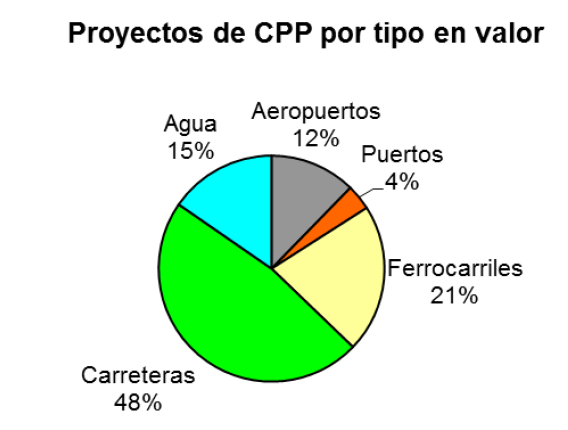 Proyectos de CPP por tipo en valor
Aeropuertos
12%
Puertos
4%
Ferrocarriles
21%
Carreteras
48%
Agua
15%